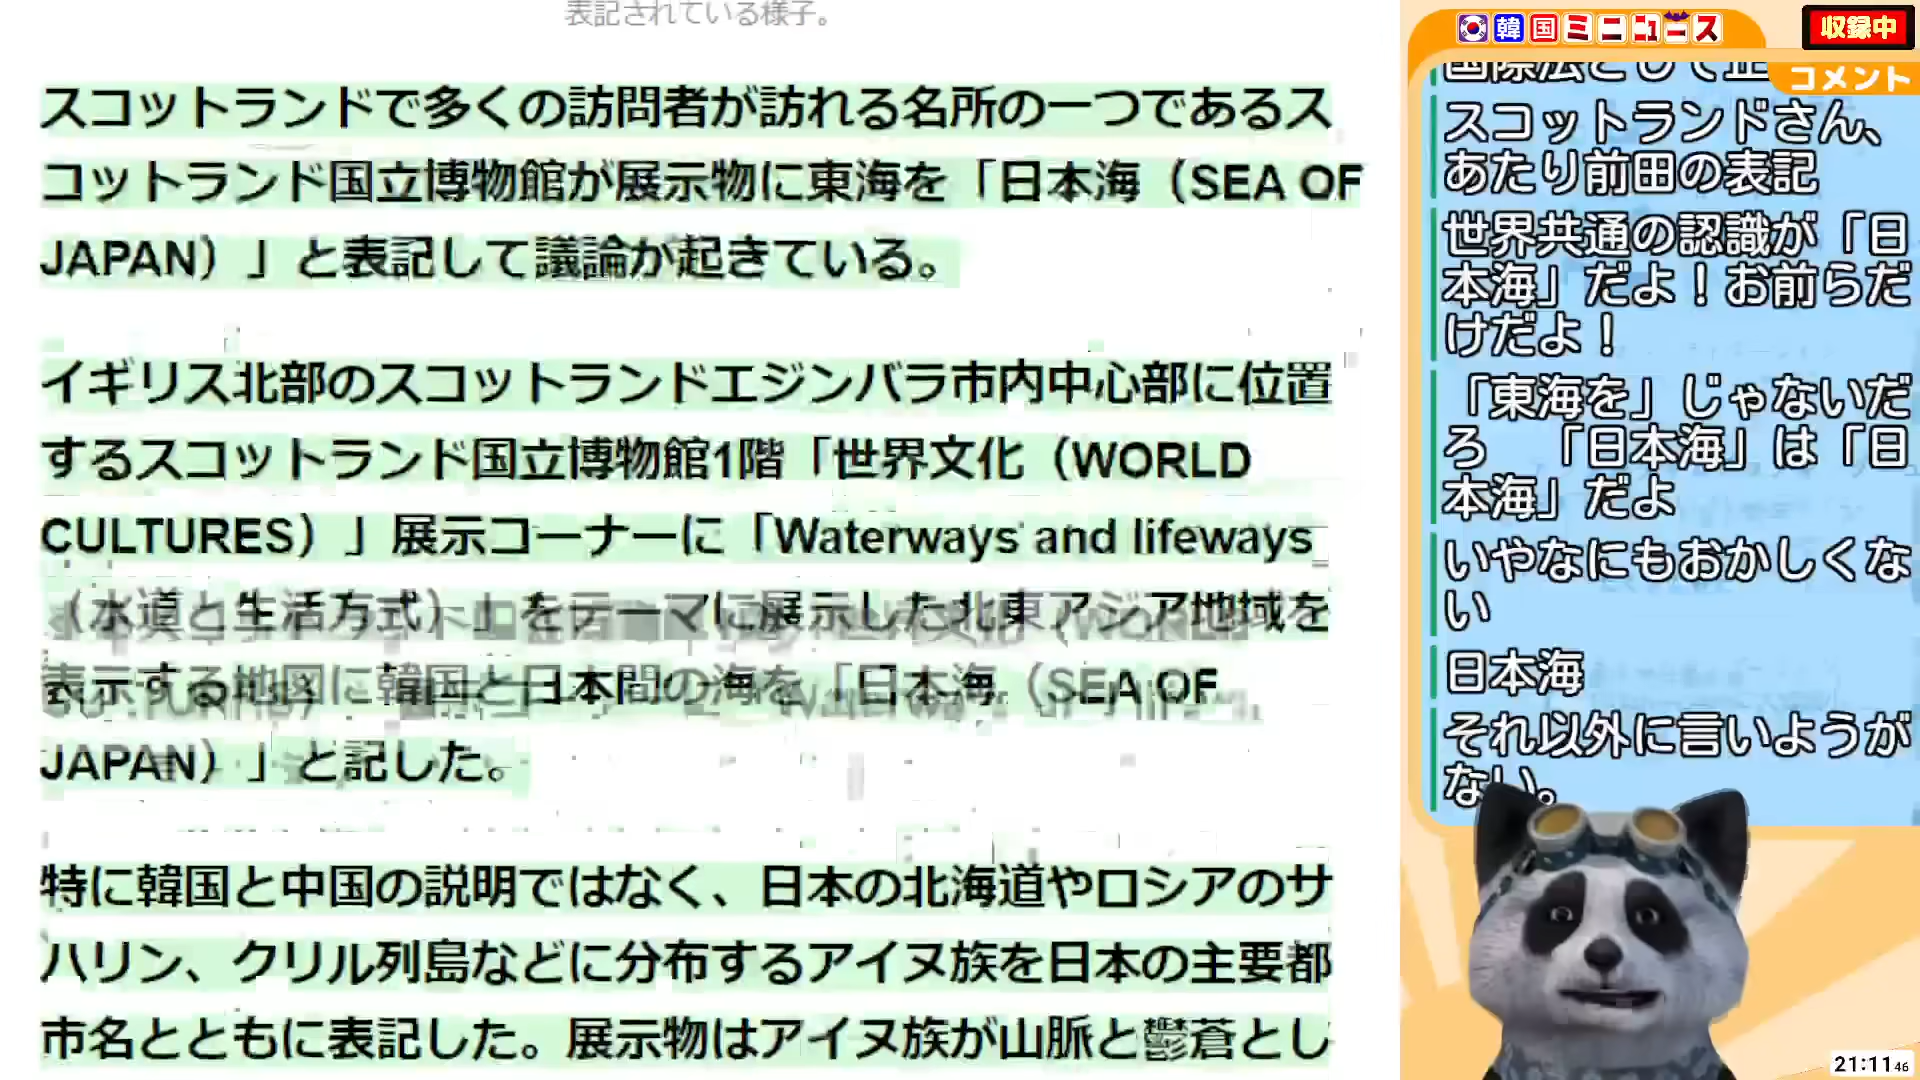 表記されている様子。
スコットランドで多くの訪問者が訪れる名所の一つであるス
コットランド国立博物館が展示物に東海を「日本海（SEA OF
JAPAN）」と表記して議論が起きている。
イギリス北部のスコットランドエジンバラ市内中心部に位置
するスコットランド国立博物館1階「世界文化（WORLD
CULTURES）」展示コーナーに「Waterways and lifeways
（水道と生活方式）」をテーマに展示した北東アジア地域を
表示する地図に韓国と日本間の海を「日本海（SEA OF
JAPAN）」と記した。
特に韓国と中国の説明ではなく、日本の北海道やロシアのサ
ハリン、クリル列島などに分布するアイヌ族を日本の主要都
市名とともに表記した。展示物はアイヌ族が山脈と鬱蒼とし
韓国ミニニュース
収録中
コメント
国際法として正
スコットランドさん、
あたり前田の表記
世界共通の認識が「日
本海」だよ！お前らだ
けだよ！
「東海を」じゃないだ
ろ　「日本海」は「日
本海」だよ
いやなにもおかしくな
い
日本海
それ以外に言いようが
ない。
21:11 46